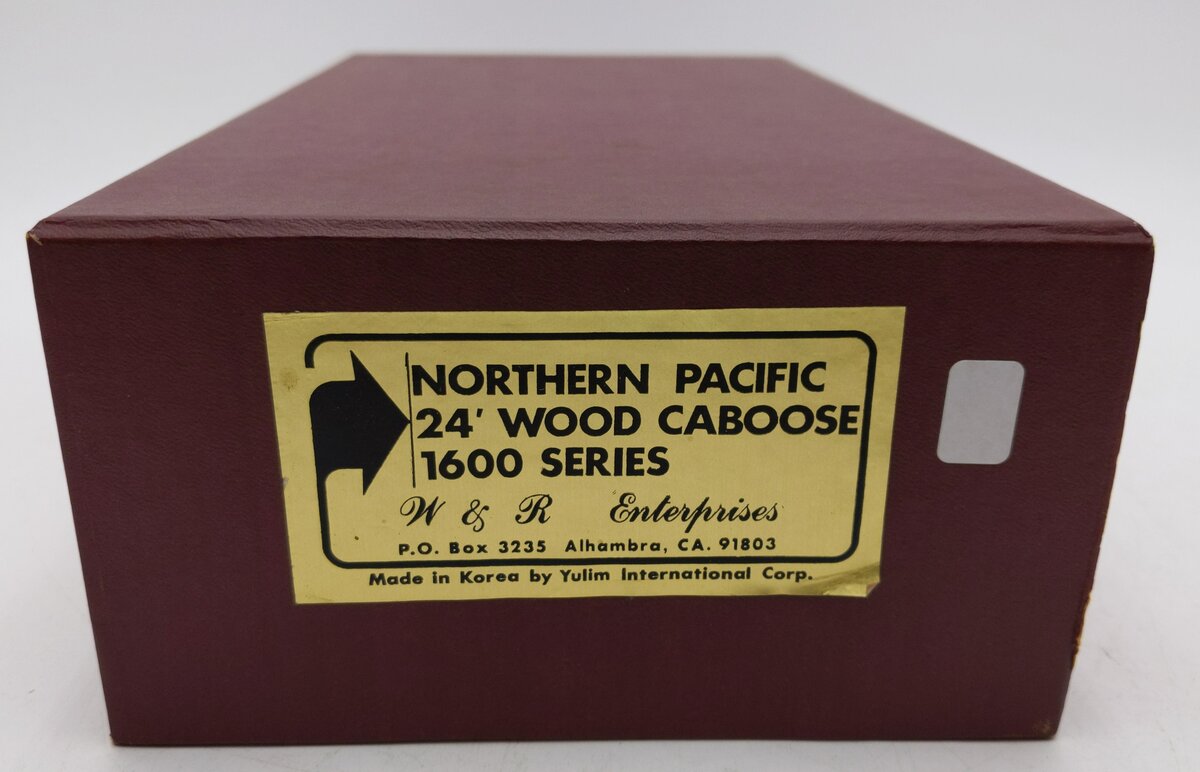 NORTHERN PACIFIC
24' WOOD CABOOSE
1600 SERIES
W & R Enterprises
P.O. Box 3235 Alhambra, CA. 91803
Made in Korea by Yulim International Corp.